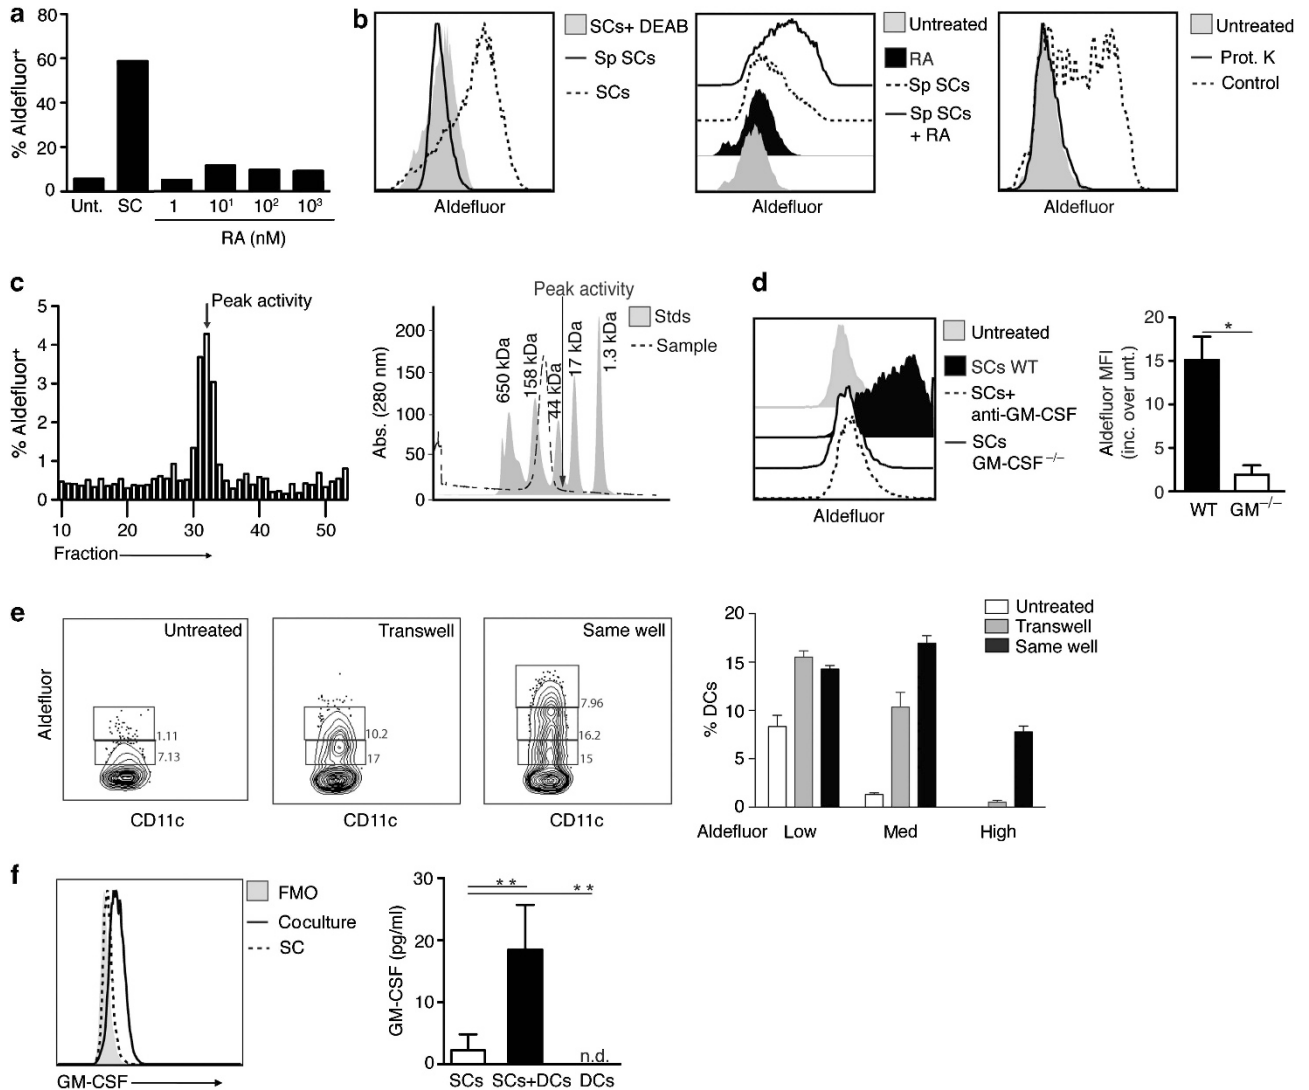 a
80
60
40
20
0
% Aldefluor⁺
Unt. SC 1 10¹ 10² 10³
RA (nM)
b
SCs+ DEAB
Sp SCs
SCs
Aldefluor
Untreated
RA
Sp SCs
Sp SCs
+ RA
Aldefluor
Untreated
Prot. K
Control
Aldefluor
c
5
4
3
2
1
0
% Aldefluor⁺
Peak activity
10 20 30 40 50
Fraction
Peak activity
Stds
Sample
200
150
100
50
0
Abs. (280 nm)
650 kDa
158 kDa
44 kDa
17 kDa
1.3 kDa
d
Untreated
SCs WT
SCs+
anti-GM-CSF
SCs
GM-CSF⁻/⁻
Aldefluor
20
15
10
5
0
Aldefluor MFI
(inc. over unt.)
*
WT GM⁻/⁻
e
Aldefluor
Untreated
1.11
7.13
CD11c
Transwell
10.2
17
CD11c
Same well
7.96
16.2
15
CD11c
20
15
10
5
0
% DCs
Untreated
Transwell
Same well
Aldefluor Low Med High
f
FMO
Coculture
SC
GM-CSF
30
20
10
0
GM-CSF (pg/ml)
* *
* *
n.d.
SCs SCs+DCs DCs